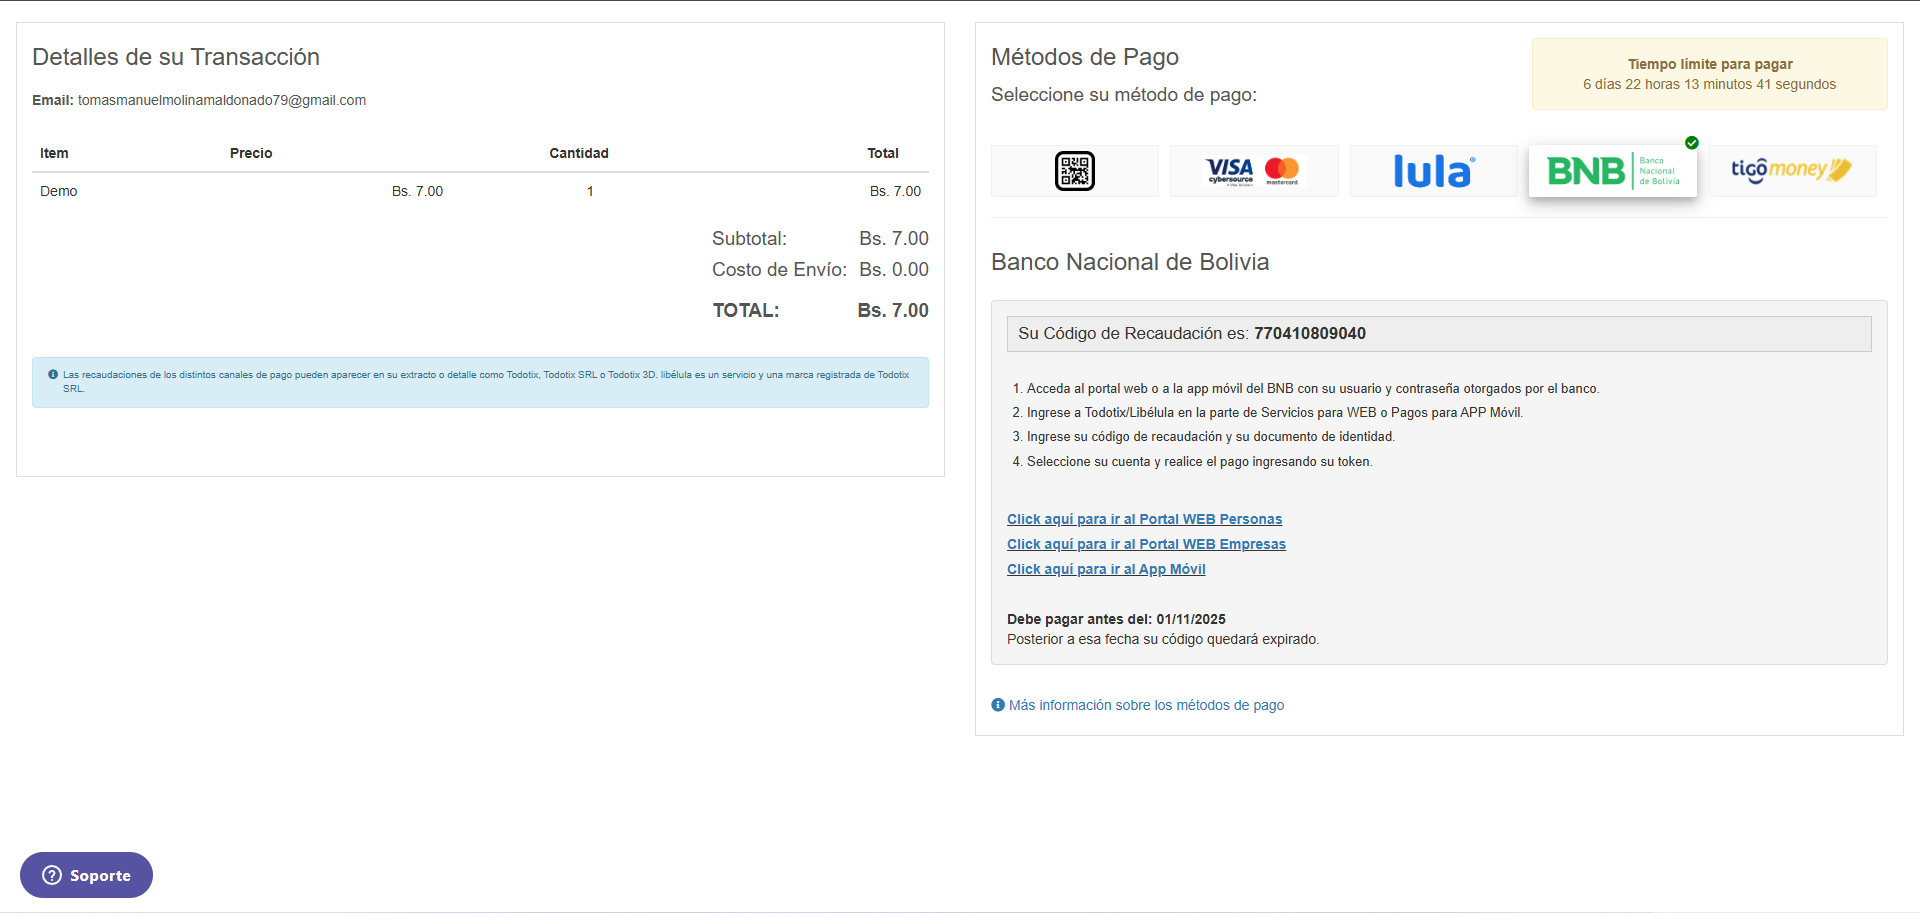 Detalles de su Transacción
Email: tomasmanuelmolinamaldonado79@gmail.com
Item Precio Cantidad Total
Demo Bs. 7.00 1 Bs. 7.00
Subtotal: Bs. 7.00
Costo de Envío: Bs. 0.00
TOTAL: Bs. 7.00
Las recaudaciones de los distintos canales de pago pueden aparecer en su extracto o detalle como Todotix, Todotix SRL o Todotix 3D. libélula es un servicio y una marca registrada de Todotix
SRL.
Métodos de Pago
Seleccione su método de pago:
Tiempo límite para pagar
6 días 22 horas 13 minutos 41 segundos
VISA
cybersource
mastercard
lula
BNB
Banco
Nacional
de Bolivia
tigo money
Banco Nacional de Bolivia
Su Código de Recaudación es: 770410809040
1. Acceda al portal web o a la app móvil del BNB con su usuario y contraseña otorgados por el banco.
2. Ingrese a Todotix/Libélula en la parte de Servicios para WEB o Pagos para APP Móvil.
3. Ingrese su código de recaudación y su documento de identidad.
4. Seleccione su cuenta y realice el pago ingresando su token.
Click aquí para ir al Portal WEB Personas
Click aquí para ir al Portal WEB Empresas
Click aquí para ir al App Móvil
Debe pagar antes del: 01/11/2025
Posterior a esa fecha su código quedará expirado.
Más información sobre los métodos de pago
Soporte